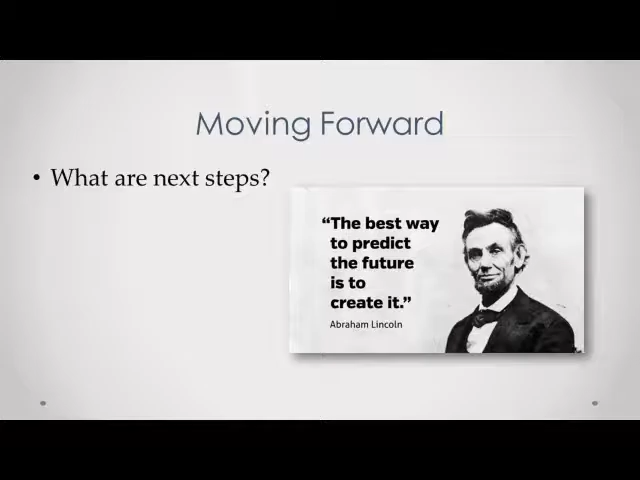 Moving Forward
• What are next steps?
“The best way
to predict
the future
is to
create it.”
Abraham Lincoln